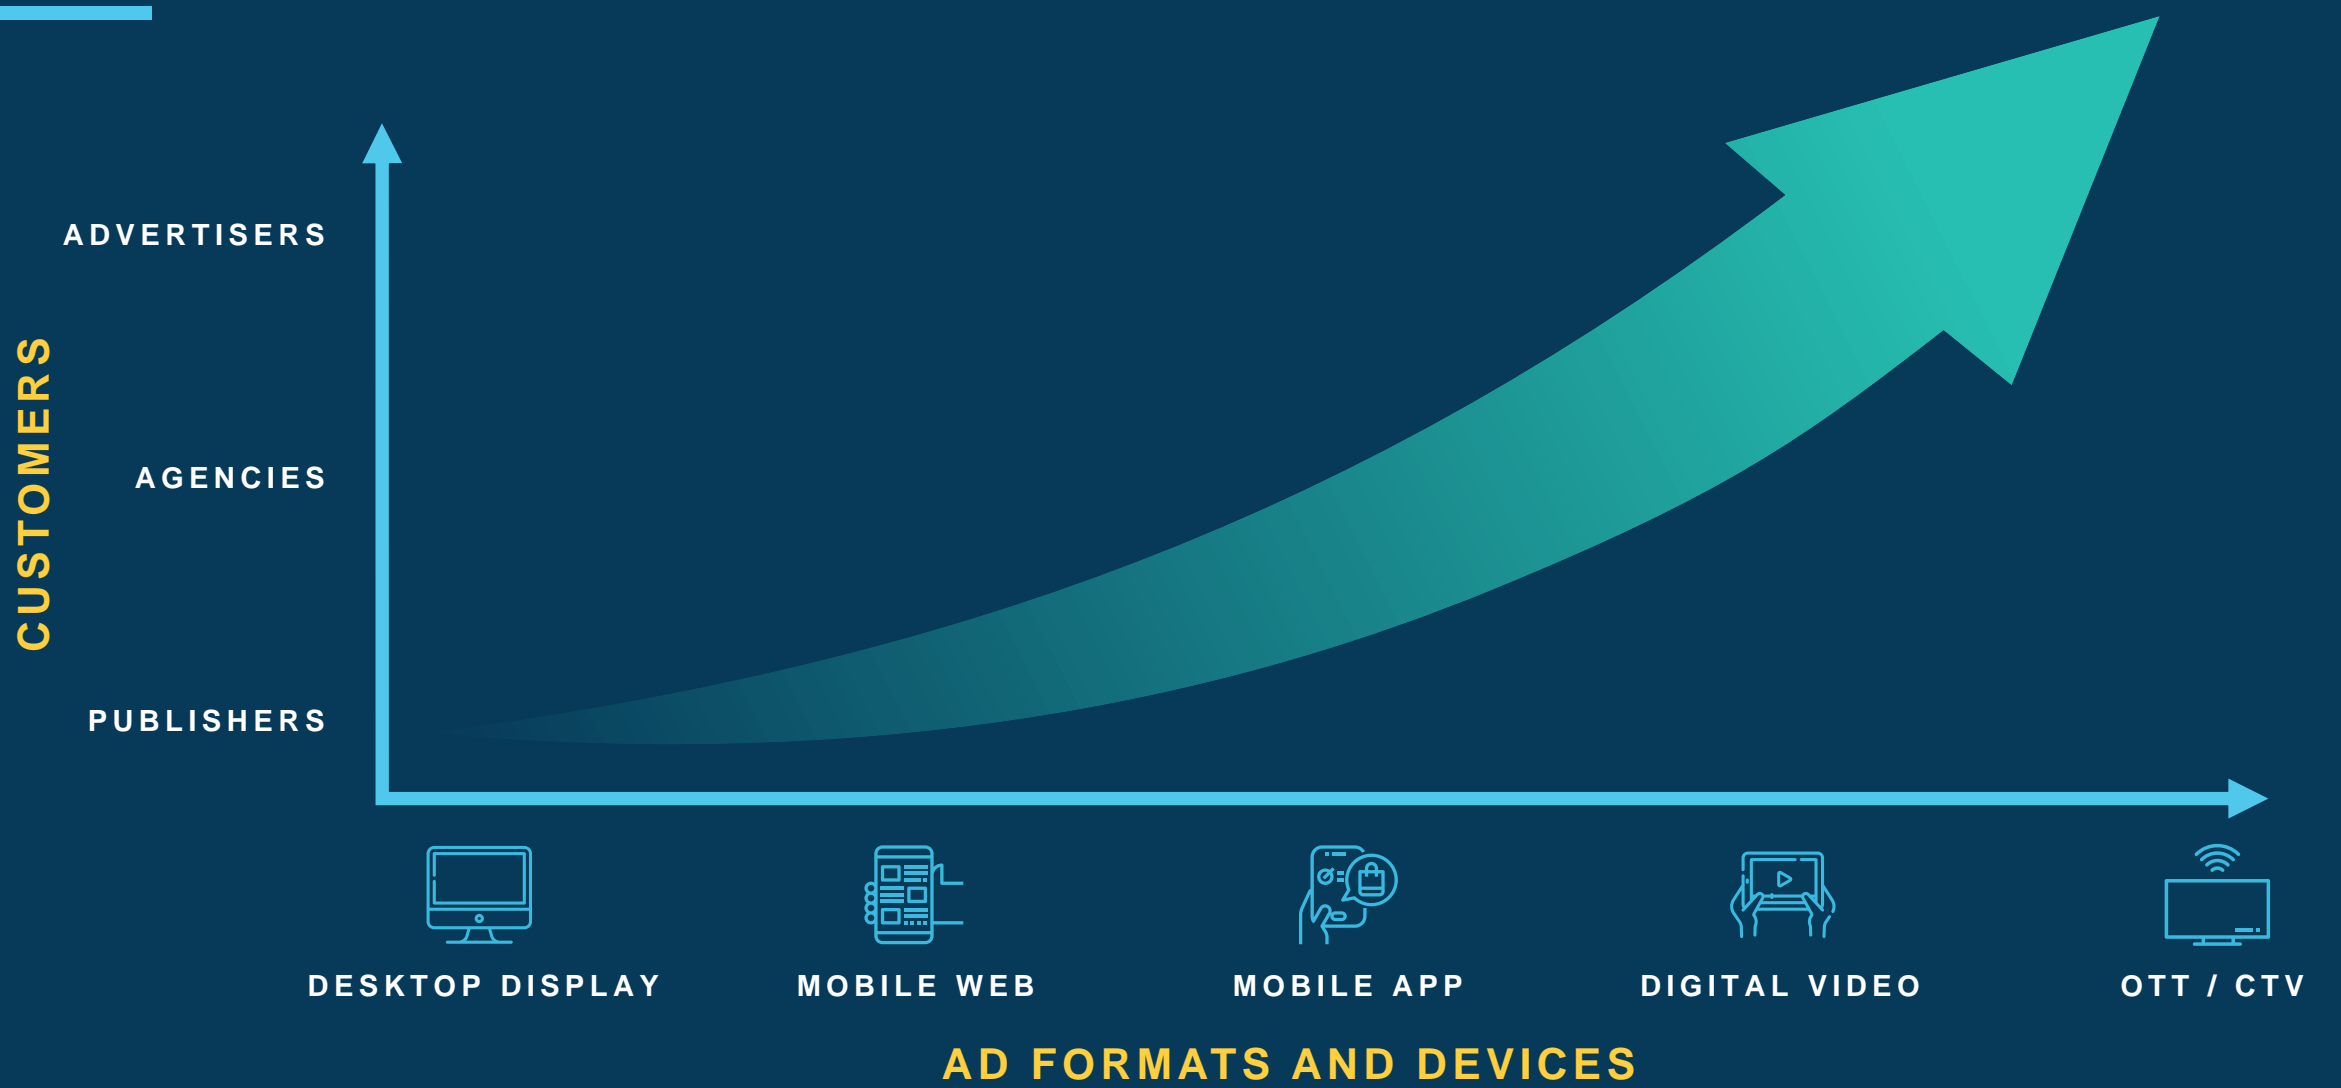 ADVERTISERS
AGENCIES
PUBLISHERS
CUSTOMERS
DESKTOP DISPLAY
MOBILE WEB
MOBILE APP
DIGITAL VIDEO
OTT / CTV
AD FORMATS AND DEVICES